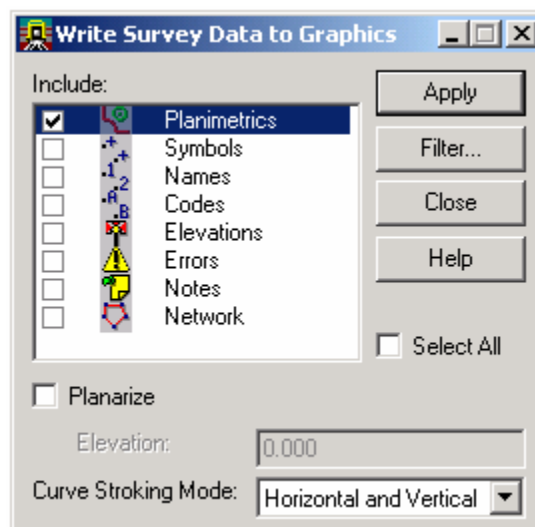 Write Survey Data to Graphics
Include:
Planimetrics
Symbols
Names
Codes
Elevations
Errors
Notes
Network
Apply
Filter...
Close
Help
Select All
Planarize
Elevation: 0.000
Curve Stroking Mode: Horizontal and Vertical